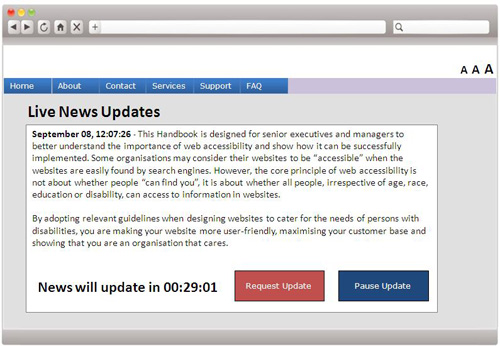 A A A
Home About Contact Services Support FAQ
Live News Updates
September 08, 12:07:26 - This Handbook is designed for senior executives and managers to
better understand the importance of web accessibility and show how it can be successfully
implemented. Some organisations may consider their websites to be “accessible” when the
websites are easily found by search engines. However, the core principle of web accessibility is
not about whether people “can find you”, it is about whether all people, irrespective of age, race,
education or disability, can access to information in websites.
By adopting relevant guidelines when designing websites to cater for the needs of persons with
disabilities, you are making your website more user-friendly, maximising your customer base and
showing that you are an organisation that cares.
News will update in 00:29:01 Request Update Pause Update